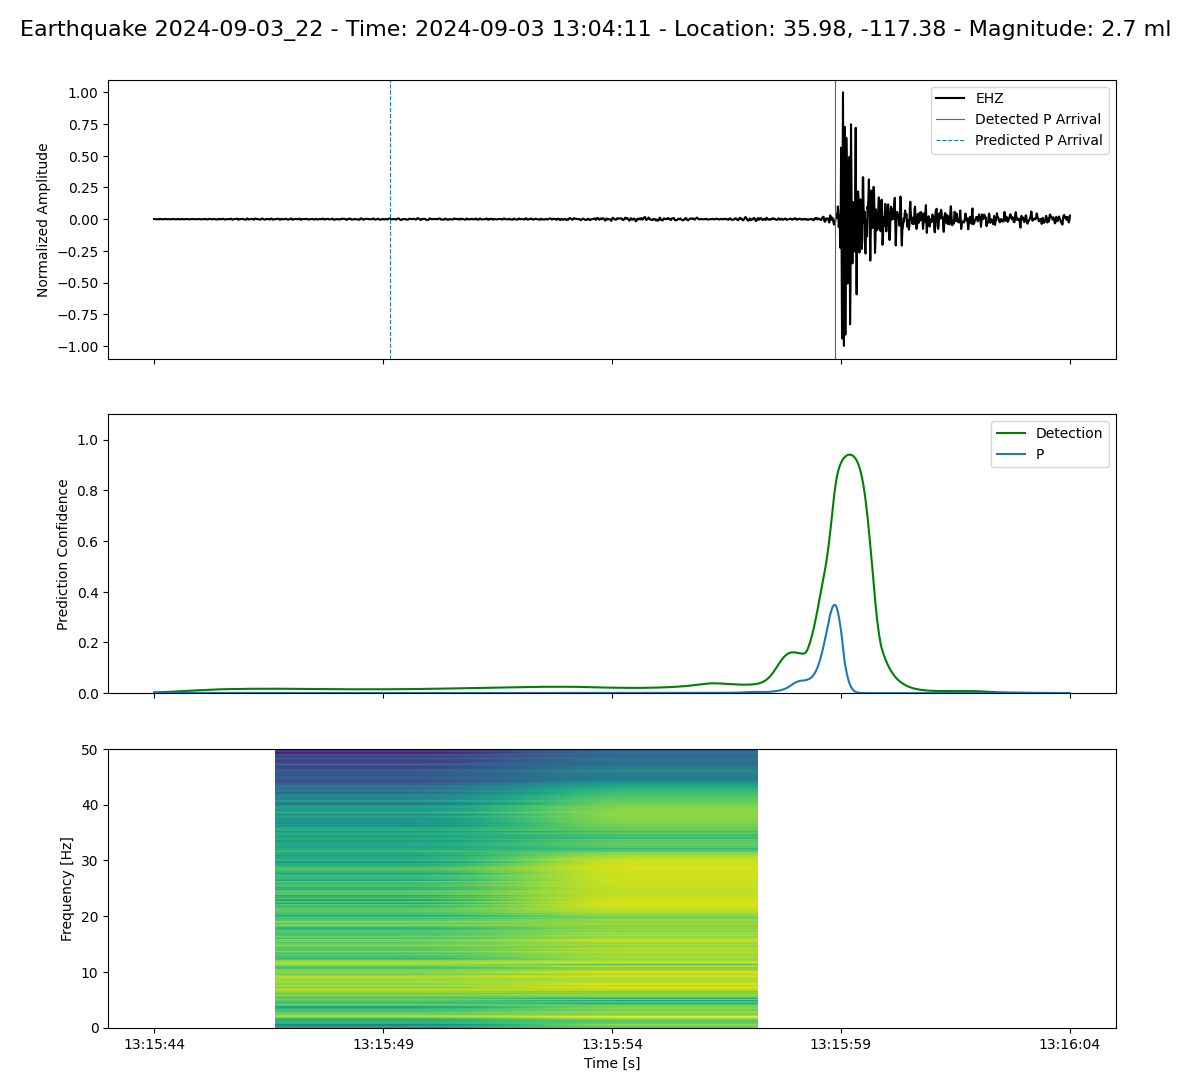 Earthquake 2024-09-03_22 - Time: 2024-09-03 13:04:11 - Location: 35.98, -117.38 - Magnitude: 2.7 ml
1.00
0.75
0.50
0.25
0.00
−0.25
−0.50
−0.75
−1.00
Normalized Amplitude
EHZ
Detected P Arrival
Predicted P Arrival
1.0
0.8
0.6
0.4
0.2
0.0
Prediction Confidence
Detection
P
50
40
30
20
10
0
Frequency [Hz]
13:15:44 13:15:49 13:15:54 13:15:59 13:16:04
Time [s]